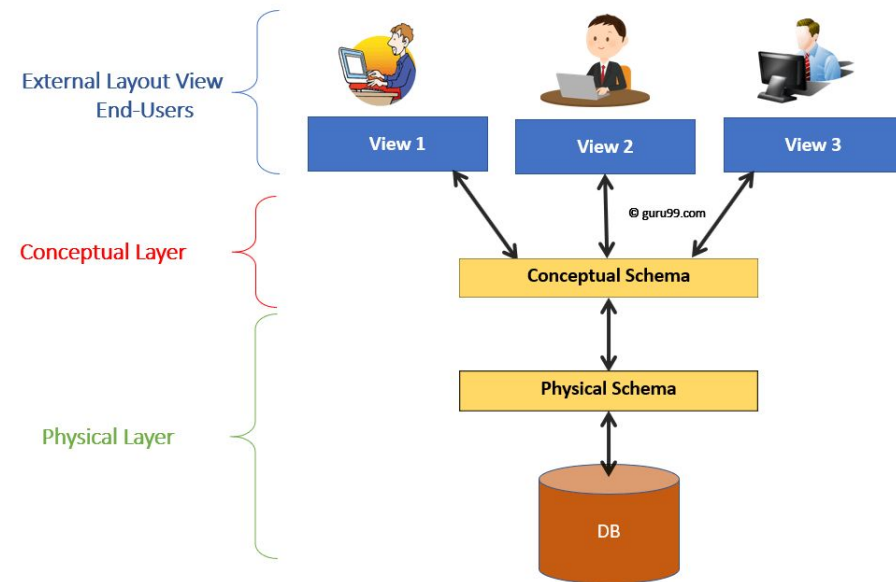 External Layout View
End-Users
View 1
View 2
View 3
© guru99.com
Conceptual Layer
Conceptual Schema
Physical Schema
Physical Layer
DB